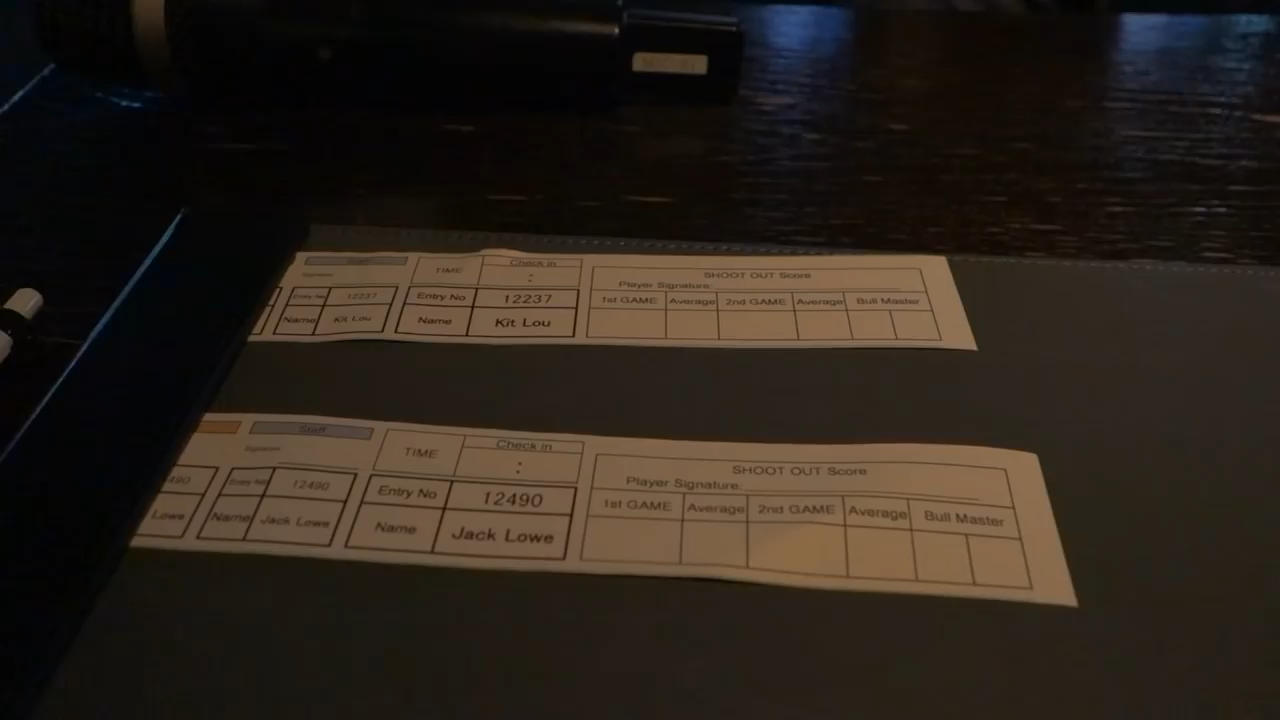 Staff
TIME
Check in
:
SHOOT OUT Score
Signature
Player Signature:
Entry No 12237
Entry No 12237
1st GAME Average 2nd GAME Average Bull Master
Name Kit Lou
Name Kit Lou
Staff
TIME
Check in
:
SHOOT OUT Score
Signature
Player Signature:
490
Entry No 12490
Entry No 12490
1st GAME Average 2nd GAME Average Bull Master
Lowe
Name Jack Lowe
Name Jack Lowe